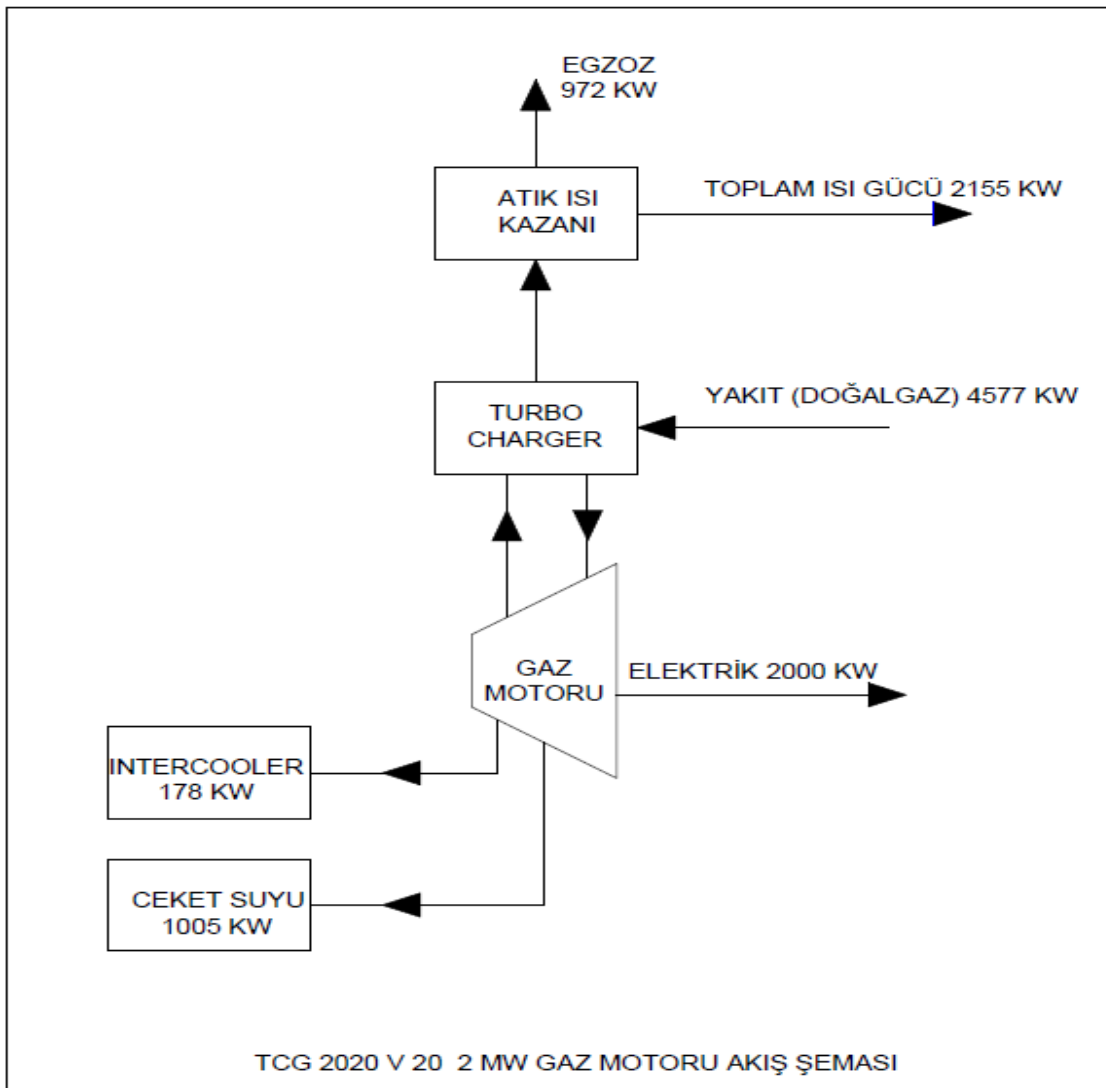 EGZOZ
972 KW
ATIK ISI
KAZANI
TOPLAM ISI GÜCÜ 2155 KW
TURBO
CHARGER
YAKIT (DOĞALGAZ) 4577 KW
GAZ
MOTORU
ELEKTRİK 2000 KW
INTERCOOLER
178 KW
CEKET SUYU
1005 KW
TCG 2020 V 20 2 MW GAZ MOTORU AKIŞ ŞEMASI